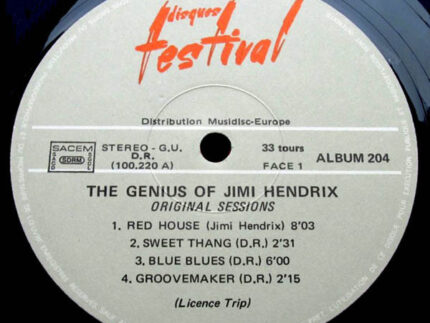 disques
festival
Distribution Musidisc-Europe
SACEM
SACD SDRM SGDL
STEREO - G.U.
D.R.
(100.220 A)
33 tours
FACE 1
ALBUM 204
THE GENIUS OF JIMI HENDRIX
ORIGINAL SESSIONS
1. RED HOUSE (Jimi Hendrix) 8'03
2. SWEET THANG (D.R.) 2'31
3. BLUE BLUES (D.R.) 6'00
4. GROOVEMAKER (D.R.) 2'15
(Licence Trip)